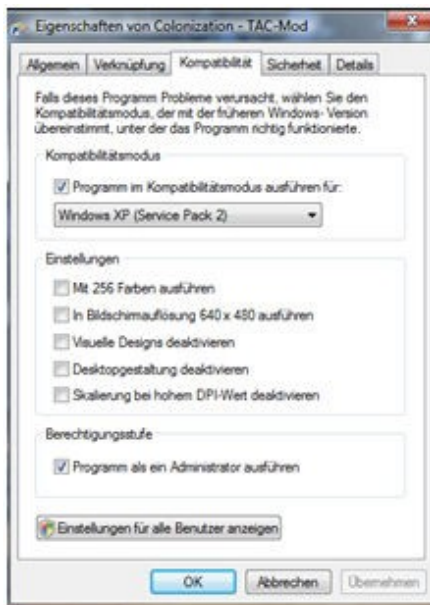 Eigenschaften von Colonization - TAC-Mod
Allgemein Verknüpfung Kompatibilität Sicherheit Details
Falls dieses Programm Probleme verursacht, wählen Sie den
Kompatibilitätsmodus, der mit der früheren Windows-Version
übereinstimmt, unter der das Programm richtig funktionierte.
Kompatibilitätsmodus
Programm im Kompatibilitätsmodus ausführen für:
Windows XP (Service Pack 2)
Einstellungen
Mit 256 Farben ausführen
In Bildschirmauflösung 640 x 480 ausführen
Visuelle Designs deaktivieren
Desktopgestaltung deaktivieren
Skalierung bei hohem DPI-Wert deaktivieren
Berechtigungsstufe
Programm als ein Administrator ausführen
Einstellungen für alle Benutzer anzeigen
OK Abbrechen Übernehmen